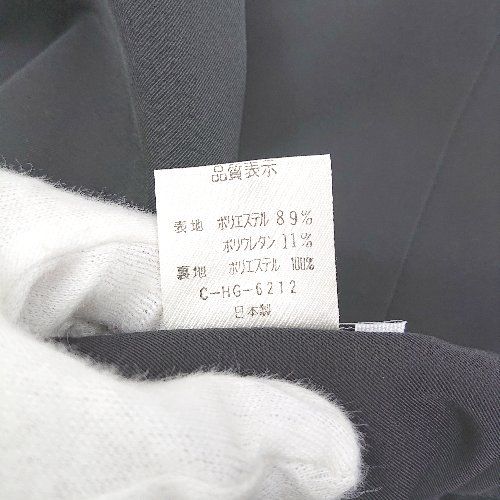 品質表示
表地 ポリエステル 89%
ポリウレタン 11%
裏地 ポリエステル 100%
C-HG-6212
日本製